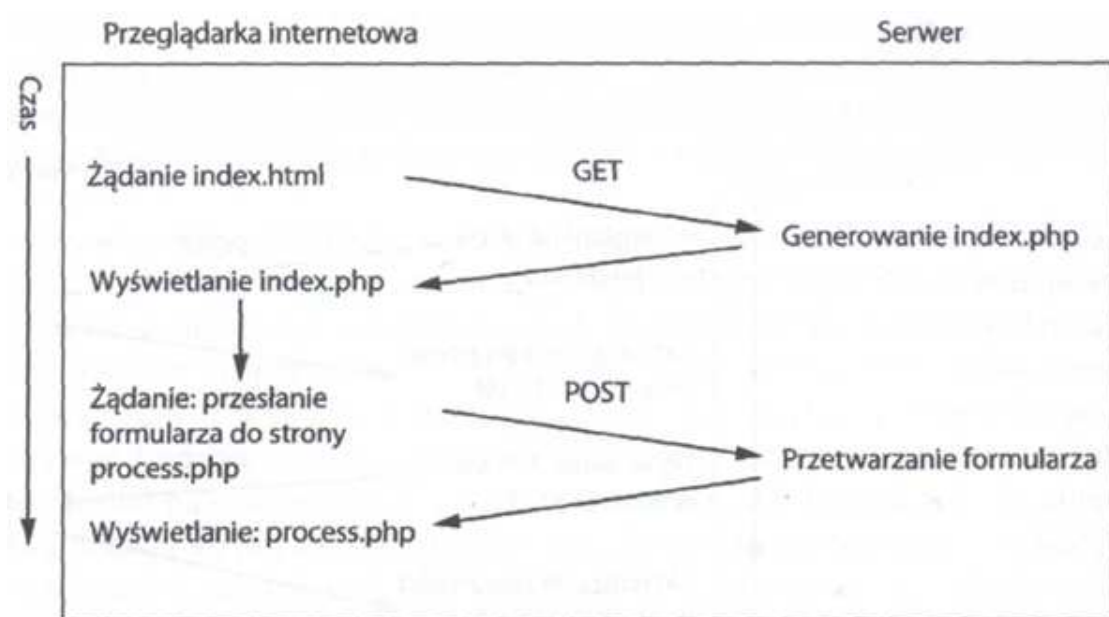 Przeglądarka internetowa
Serwer
Czas
Żądanie index.html
GET
Generowanie index.php
Wyświetlanie index.php
Żądanie: przesłanie
formularza do strony
process.php
POST
Przetwarzanie formularza
Wyświetlanie: process.php